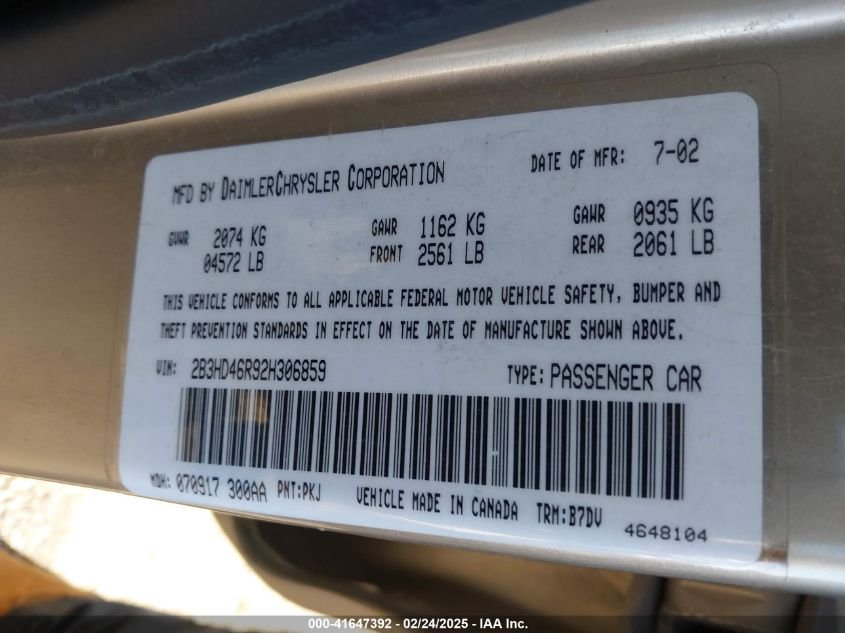 MFD BY DAIMLERCHRYSLER CORPORATION DATE OF MFR: 7-02
GVWR 2074 KG GAWR 1162 KG GAWR 0935 KG
04572 LB FRONT 2561 LB REAR 2061 LB
THIS VEHICLE CONFORMS TO ALL APPLICABLE FEDERAL MOTOR VEHICLE SAFETY, BUMPER AND
THEFT PREVENTION STANDARDS IN EFFECT ON THE DATE OF MANUFACTURE SHOWN ABOVE.
VIN: 2B3HD46R92H306859 TYPE: PASSENGER CAR
MDH: 070917 300AA PNT:PKJ VEHICLE MADE IN CANADA TRM:B7DV
4648104
000-41647392 - 02/24/2025 - IAA Inc.